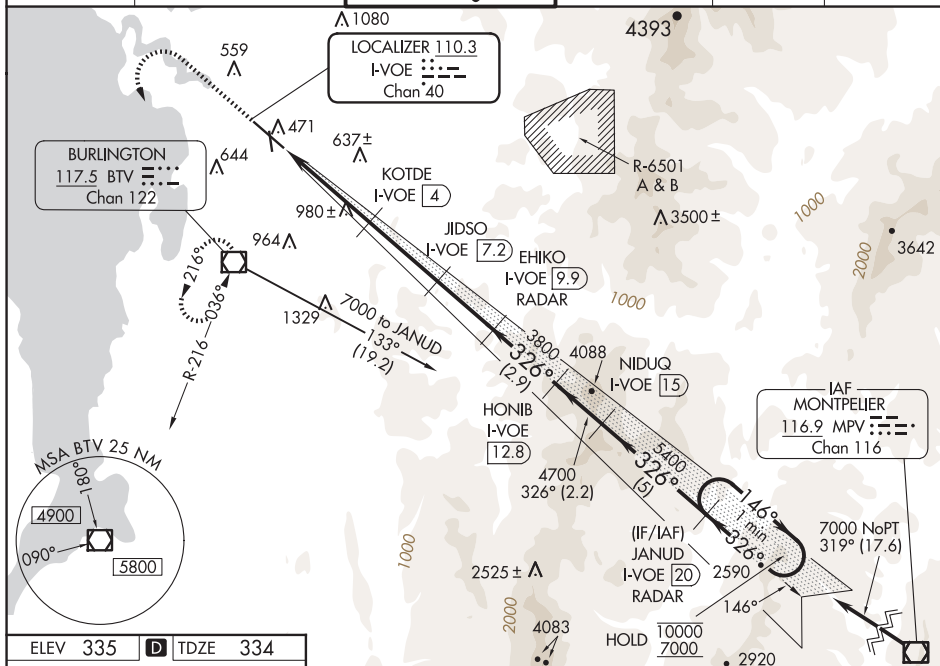 1080
4393
559
LOCALIZER 110.3
I-VOE
Chan 40
471
637±
BURLINGTON
117.5 BTV
Chan 122
644
KOTDE
I-VOE 4
R-6501
A & B
980±
3500±
1000
964
JIDSO
I-VOE 7.2
EHIKO
I-VOE 9.9
RADAR
2000
3642
216°
036°
R-216
1329
7000 to JANUD
133°
(19.2)
1000
3800
326°
(2.9)
4088
NIDUQ
I-VOE 15
HONIB
I-VOE
12.8
IAF
MONTPELIER
116.9 MPV
Chan 116
MSA BTV 25 NM
180°
4900
090°
5800
4700
326° (2.2)
5400
326°
(5)
146°
1 min
326°
7000 NoPT
319° (17.6)
(IF/IAF)
JANUD
I-VOE 20
RADAR
2590
1000
2525±
146°
2000
4083
HOLD 10000
7000
2920
ELEV 335 D TDZE 334